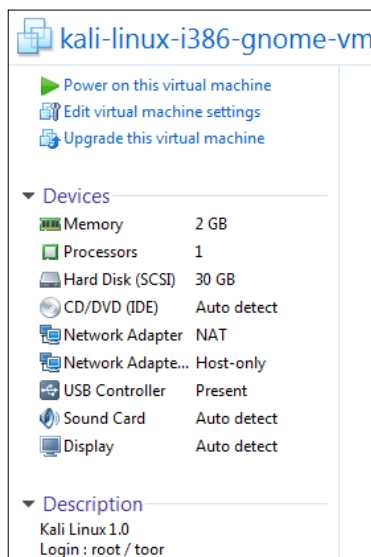 kali-linux-i386-gnome-vm
Power on this virtual machine
Edit virtual machine settings
Upgrade this virtual machine
Devices
Memory 2 GB
Processors 1
Hard Disk (SCSI) 30 GB
CD/DVD (IDE) Auto detect
Network Adapter NAT
Network Adapte... Host-only
USB Controller Present
Sound Card Auto detect
Display Auto detect
Description
Kali Linux 1.0
Login : root / toor